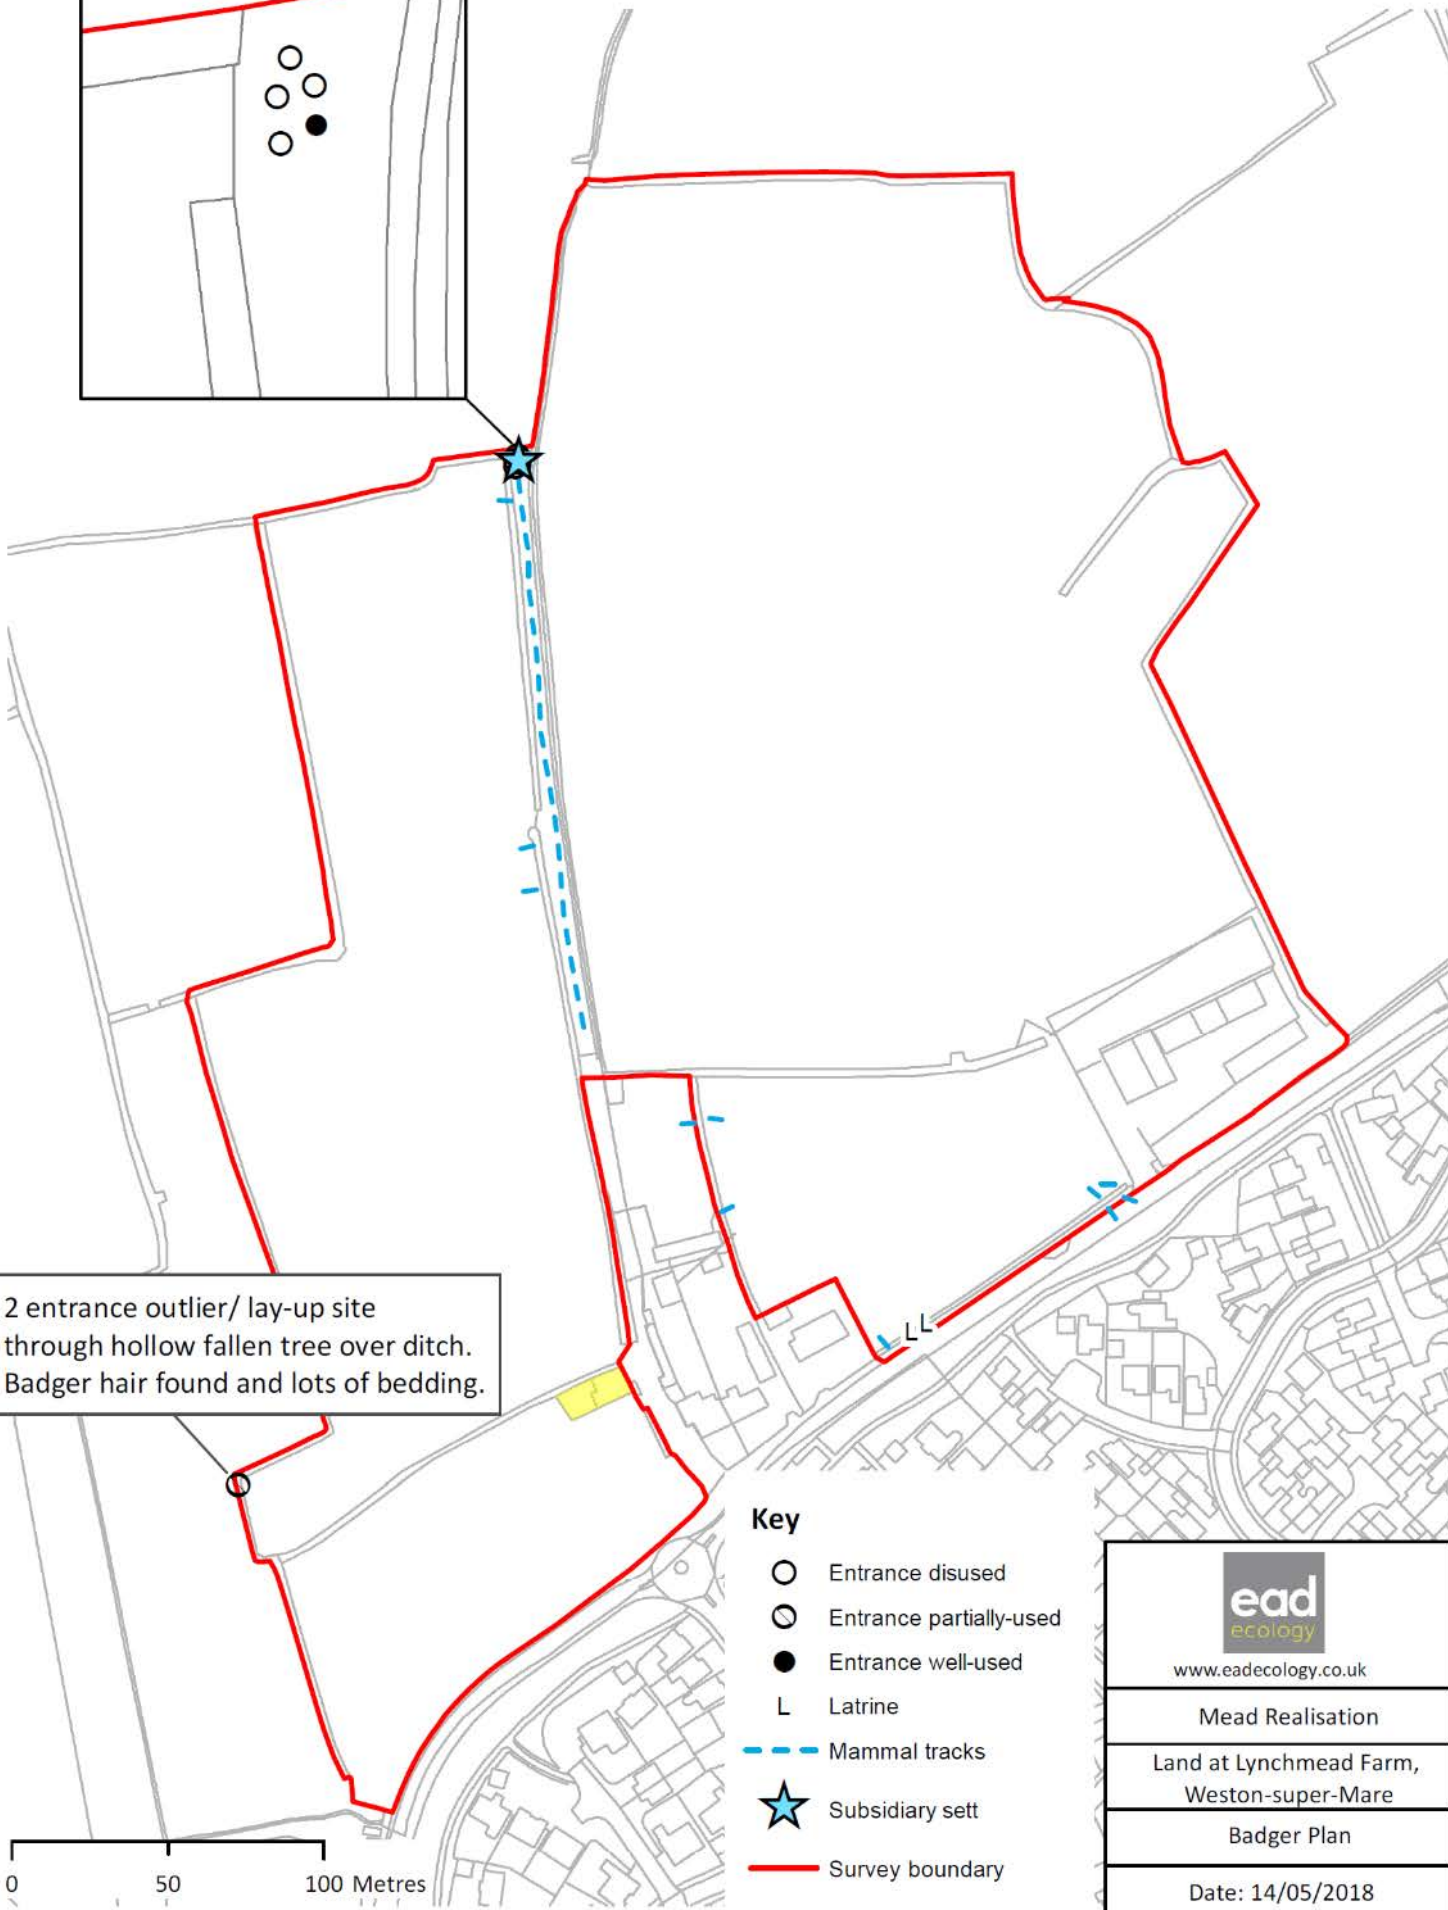 2 entrance outlier/ lay-up site
through hollow fallen tree over ditch.
Badger hair found and lots of bedding.
L L
Key
Entrance disused
Entrance partially-used
Entrance well-used
L Latrine
Mammal tracks
Subsidiary sett
Survey boundary
0 50 100 Metres
ead
ecology
www.eadecology.co.uk
Mead Realisation
Land at Lynchmead Farm,
Weston-super-Mare
Badger Plan
Date: 14/05/2018